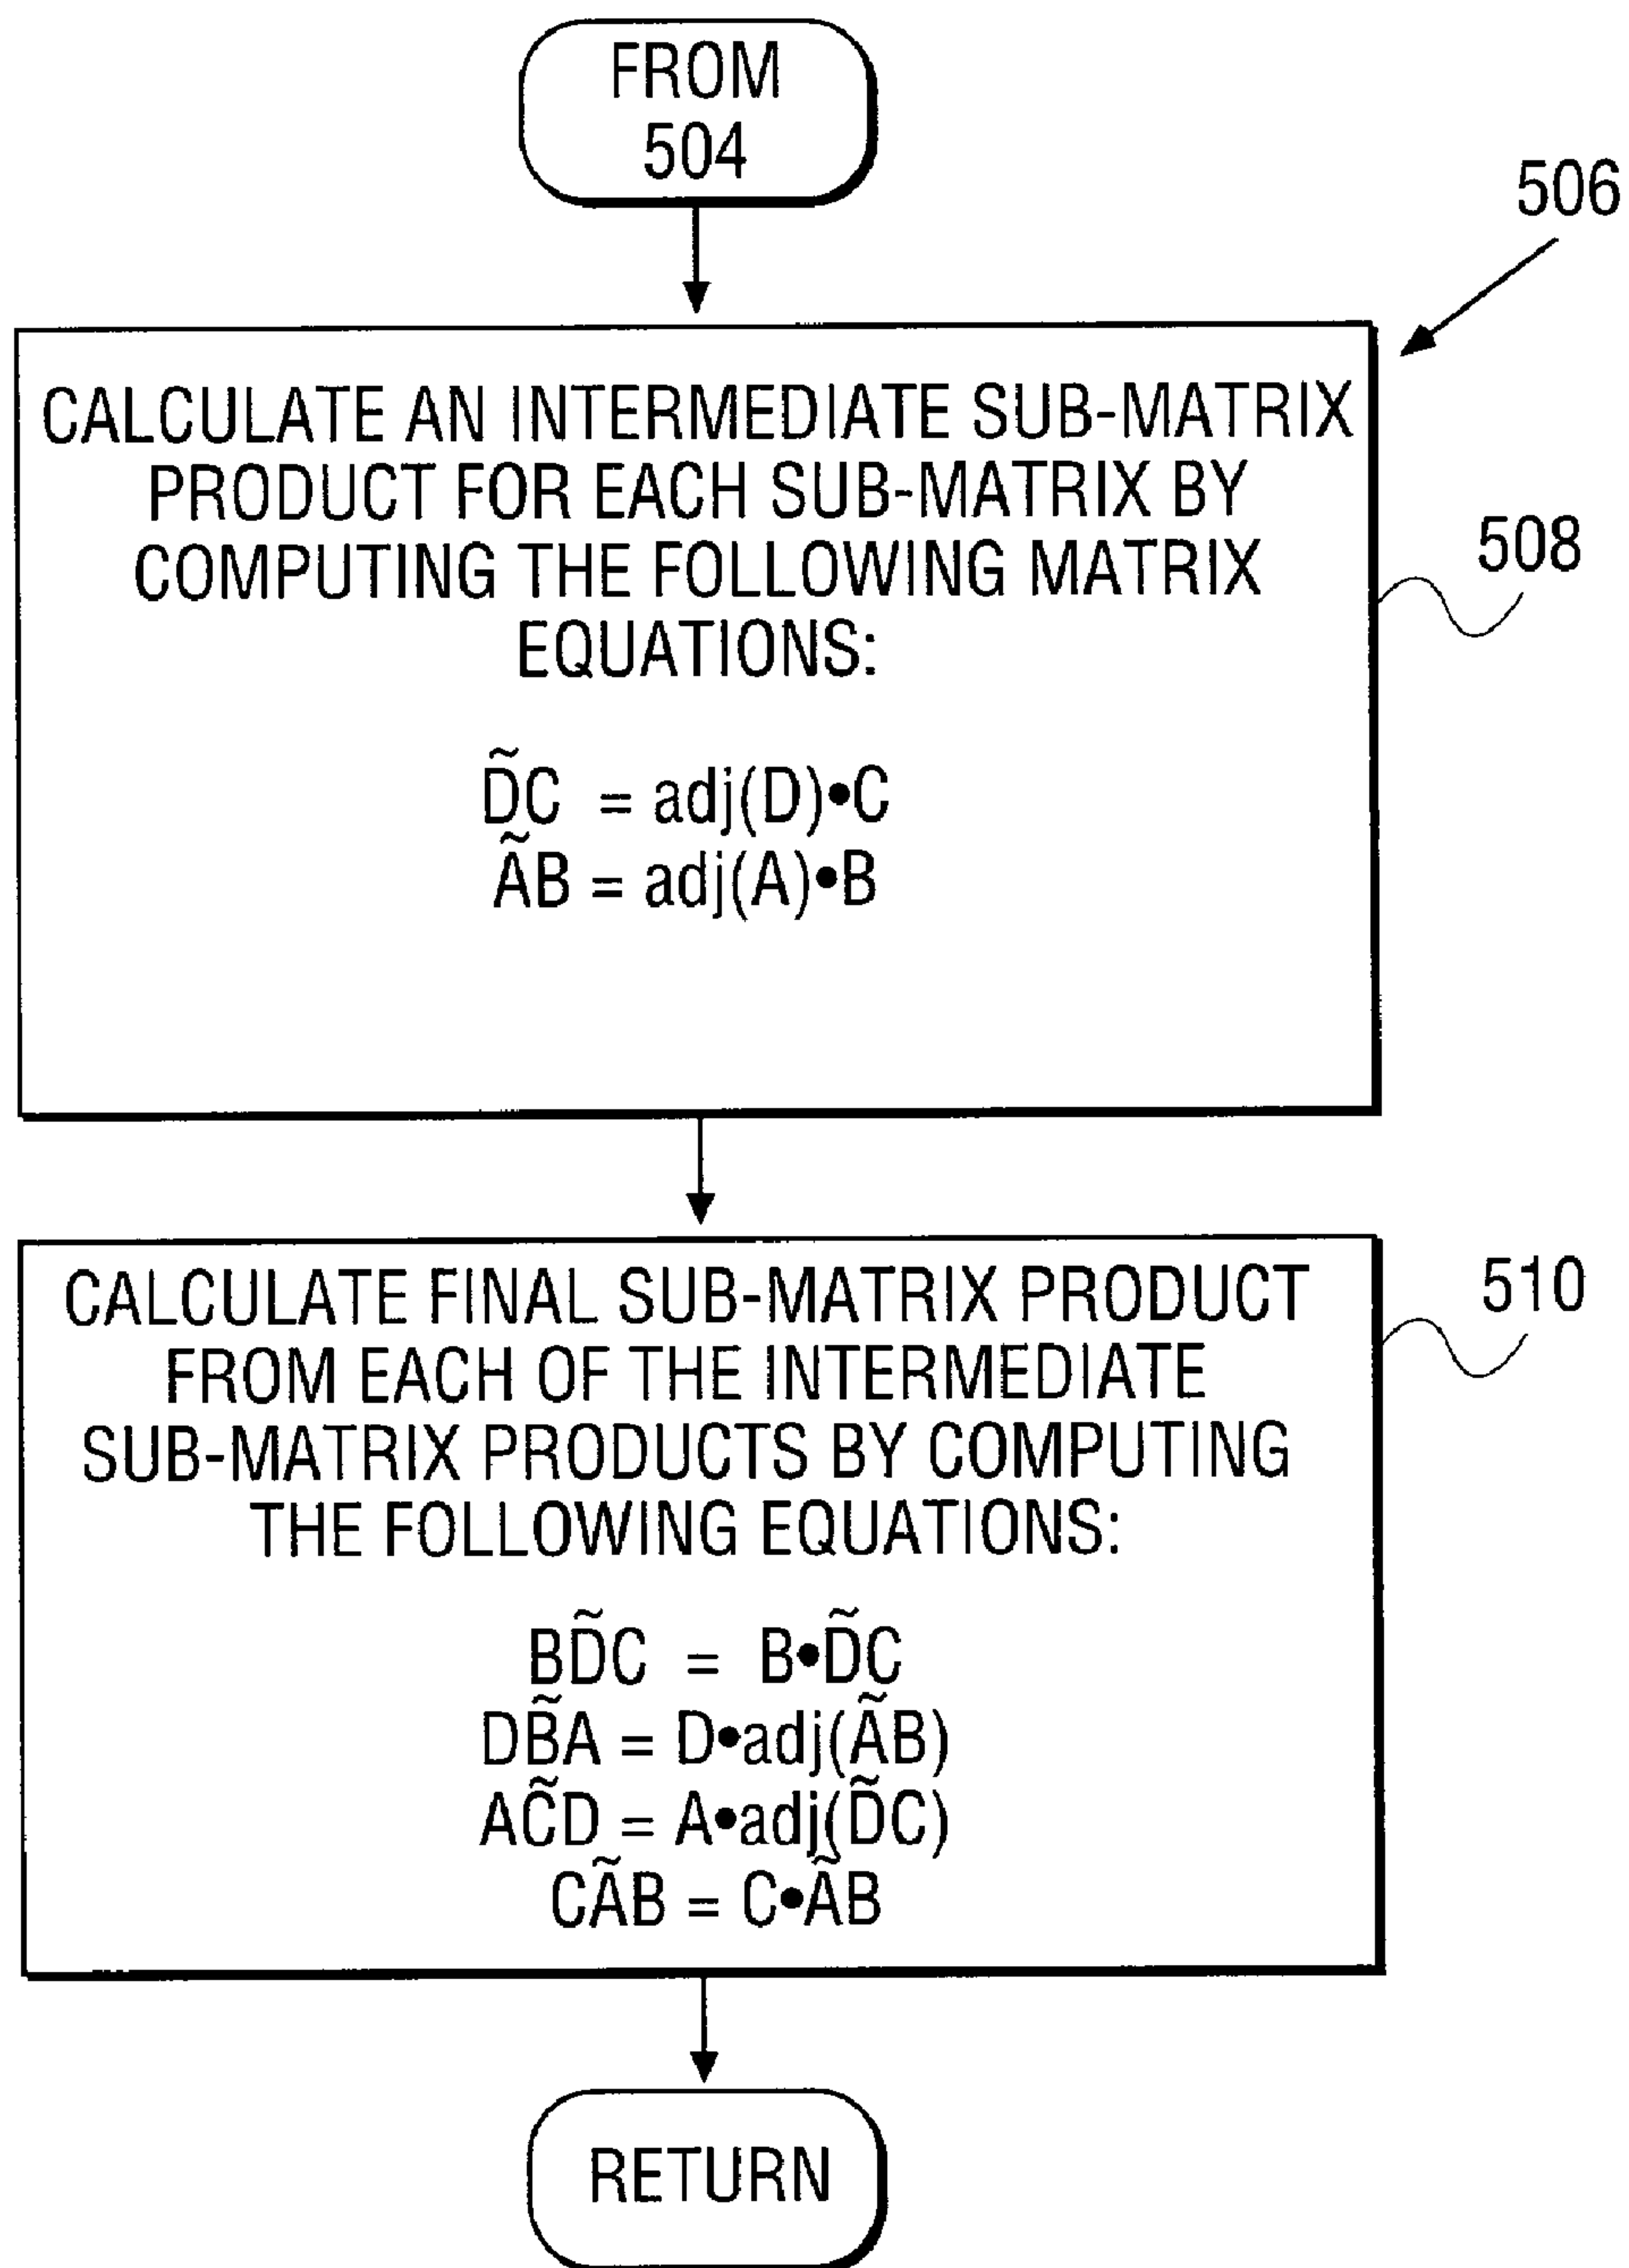 FROM
504
506
CALCULATE AN INTERMEDIATE SUB-MATRIX
PRODUCT FOR EACH SUB-MATRIX BY
COMPUTING THE FOLLOWING MATRIX
EQUATIONS:
508
D̃C = adj(D)•C
ÃB = adj(A)•B
CALCULATE FINAL SUB-MATRIX PRODUCT
FROM EACH OF THE INTERMEDIATE
SUB-MATRIX PRODUCTS BY COMPUTING
THE FOLLOWING EQUATIONS:
510
BD̃C = B•D̃C
DB̃A = D•adj(ÃB)
AC̃D = A•adj(D̃C)
CÃB = C•ÃB
RETURN